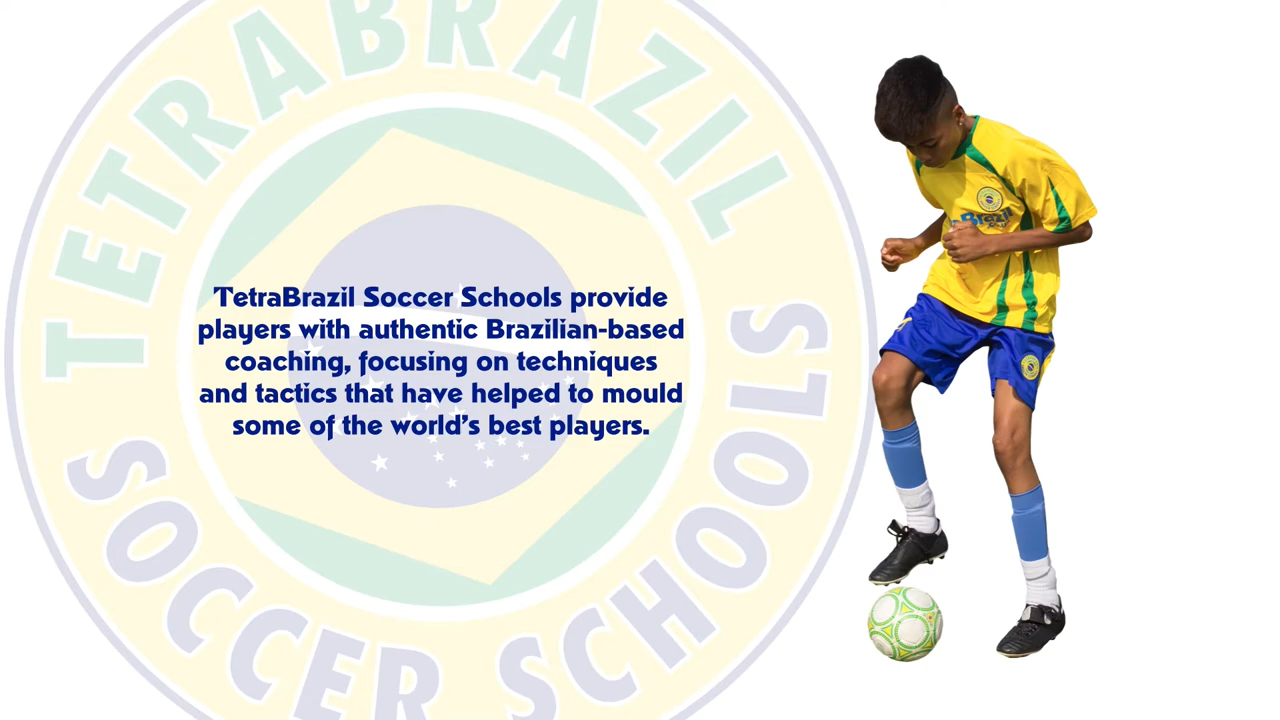 TETRABRAZIL
SOCCER SCHOOLS
TetraBrazil Soccer Schools provide
players with authentic Brazilian-based
coaching, focusing on techniques
and tactics that have helped to mould
some of the world's best players.